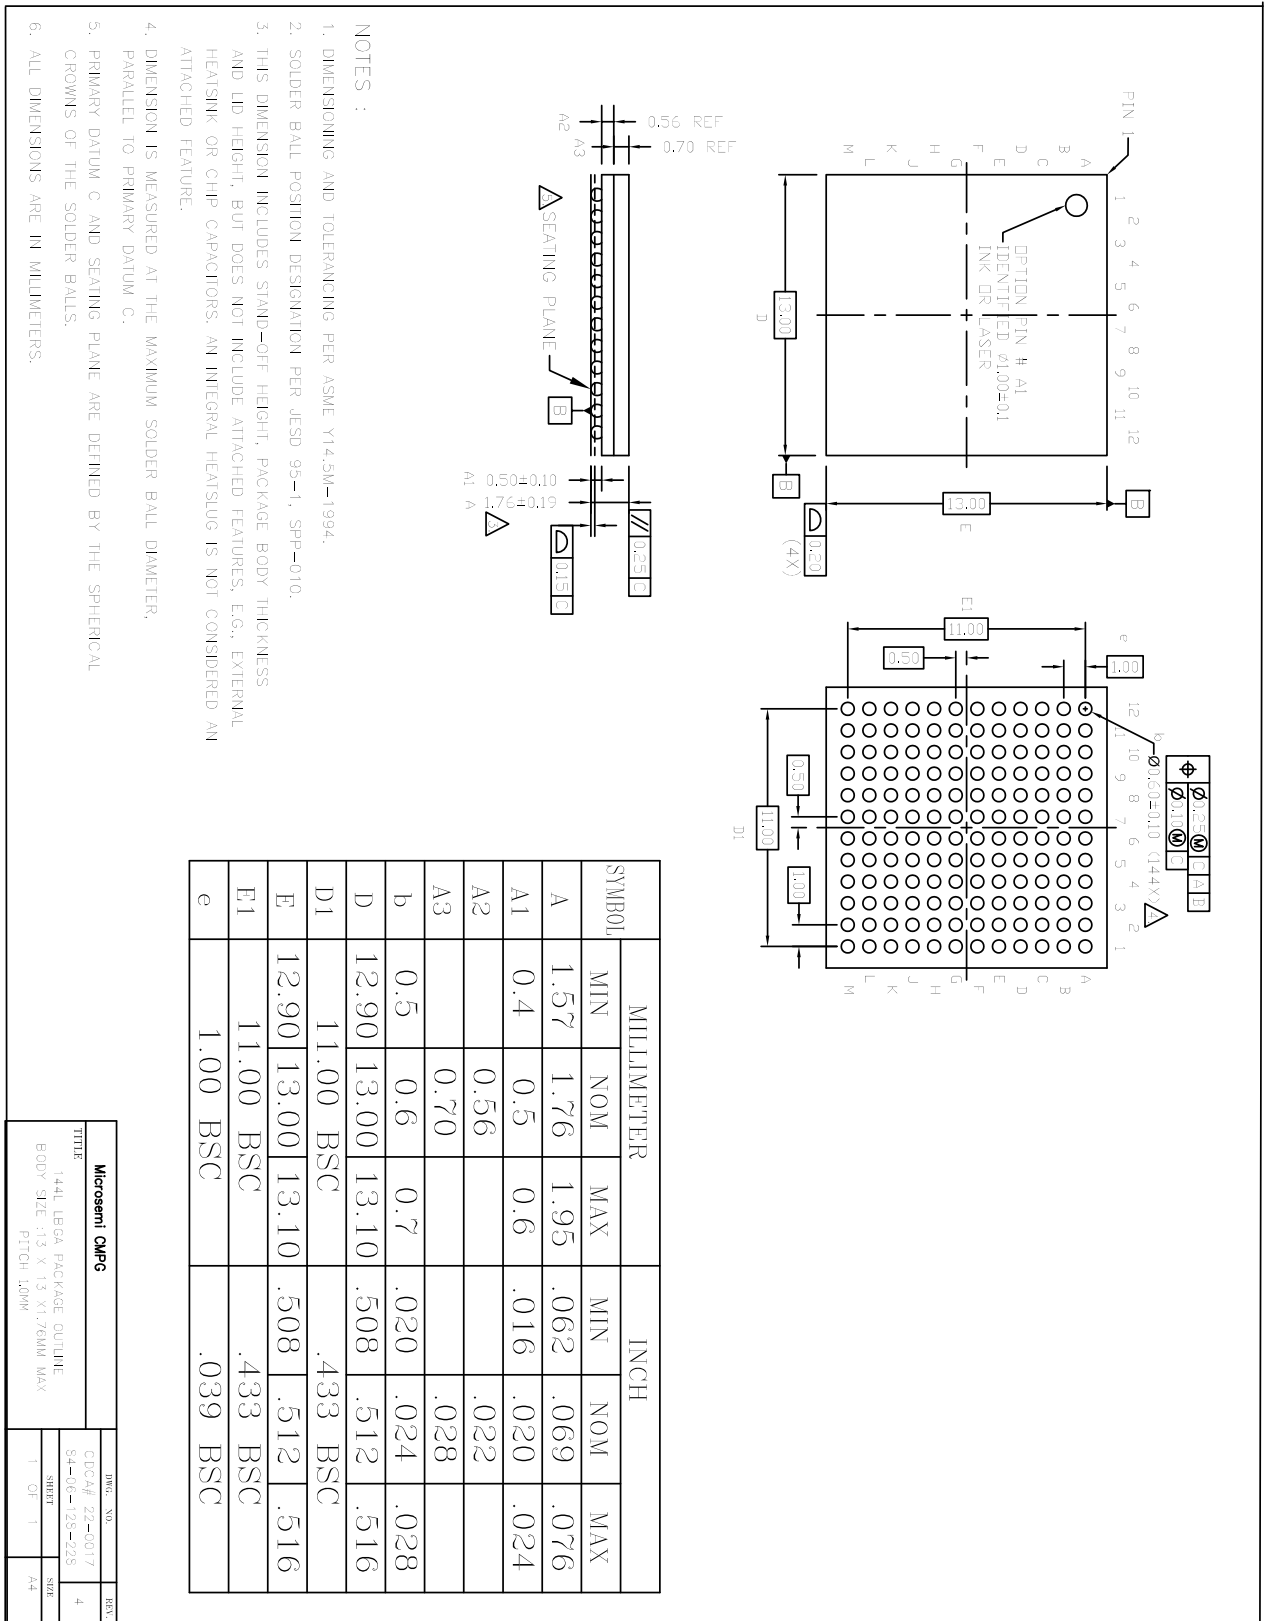 PIN 1
A
B
C
D
E
F
G
H
J
K
L
M
1 2 3 4 5 6 7 8 9 10 11 12
OPTION PIN # A1
IDENTIFIED Ø1.00±0.1
INK OR LASER
13.00
D
13.00
E
B
B
0.20
(4X)
Ø0.25 M C A B
Ø0.10 M C
b
Ø0.60±0.10 (144X) 4.
12 11 10 9 8 7 6 5 4 3 2 1
A
B
C
D
E
F
G
H
J
K
L
M
e
1.00
E1
11.00
0.50
0.50
1.00
11.00
D1
0.56 REF
0.70 REF
A2
A3
5. SEATING PLANE
B
// 0.25 C
A1 0.50±0.10
A 1.76±0.19
3.
0.15 C
NOTES :
1. DIMENSIONING AND TOLERANCING PER ASME Y14.5M-1994.
2. SOLDER BALL POSITION DESIGNATION PER JESD 95-1, SPP-010.
3. THIS DIMENSION INCLUDES STAND-OFF HEIGHT, PACKAGE BODY THICKNESS
AND LID HEIGHT, BUT DOES NOT INCLUDE ATTACHED FEATURES, E.G., EXTERNAL
HEATSINK OR CHIP CAPACITORS. AN INTEGRAL HEATSLUG IS NOT CONSIDERED AN
ATTACHED FEATURE.
4. DIMENSION IS MEASURED AT THE MAXIMUM SOLDER BALL DIAMETER,
PARALLEL TO PRIMARY DATUM C.
5. PRIMARY DATUM C AND SEATING PLANE ARE DEFINED BY THE SPHERICAL
CROWNS OF THE SOLDER BALLS.
6. ALL DIMENSIONS ARE IN MILLIMETERS.
SYMBOL MILLIMETER INCH
MIN NOM MAX MIN NOM MAX
A 1.57 1.76 1.95 .062 .069 .076
A1 0.4 0.5 0.6 .016 .020 .024
A2 0.56 .022
A3 0.70 .028
b 0.5 0.6 0.7 .020 .024 .028
D 12.90 13.00 13.10 .508 .512 .516
D1 11.00 BSC .433 BSC
E 12.90 13.00 13.10 .508 .512 .516
E1 11.00 BSC .433 BSC
e 1.00 BSC .039 BSC
Microsemi CMPG
TITLE
144L LBGA PACKAGE OUTLINE
BODY SIZE :13 X 13 X1.76MM MAX
PITCH 1.0MM
DWG. NO.
CDCA# 22-0017
94-06-128-228
REV.
4
SHEET
1 OF 1
SIZE
A4